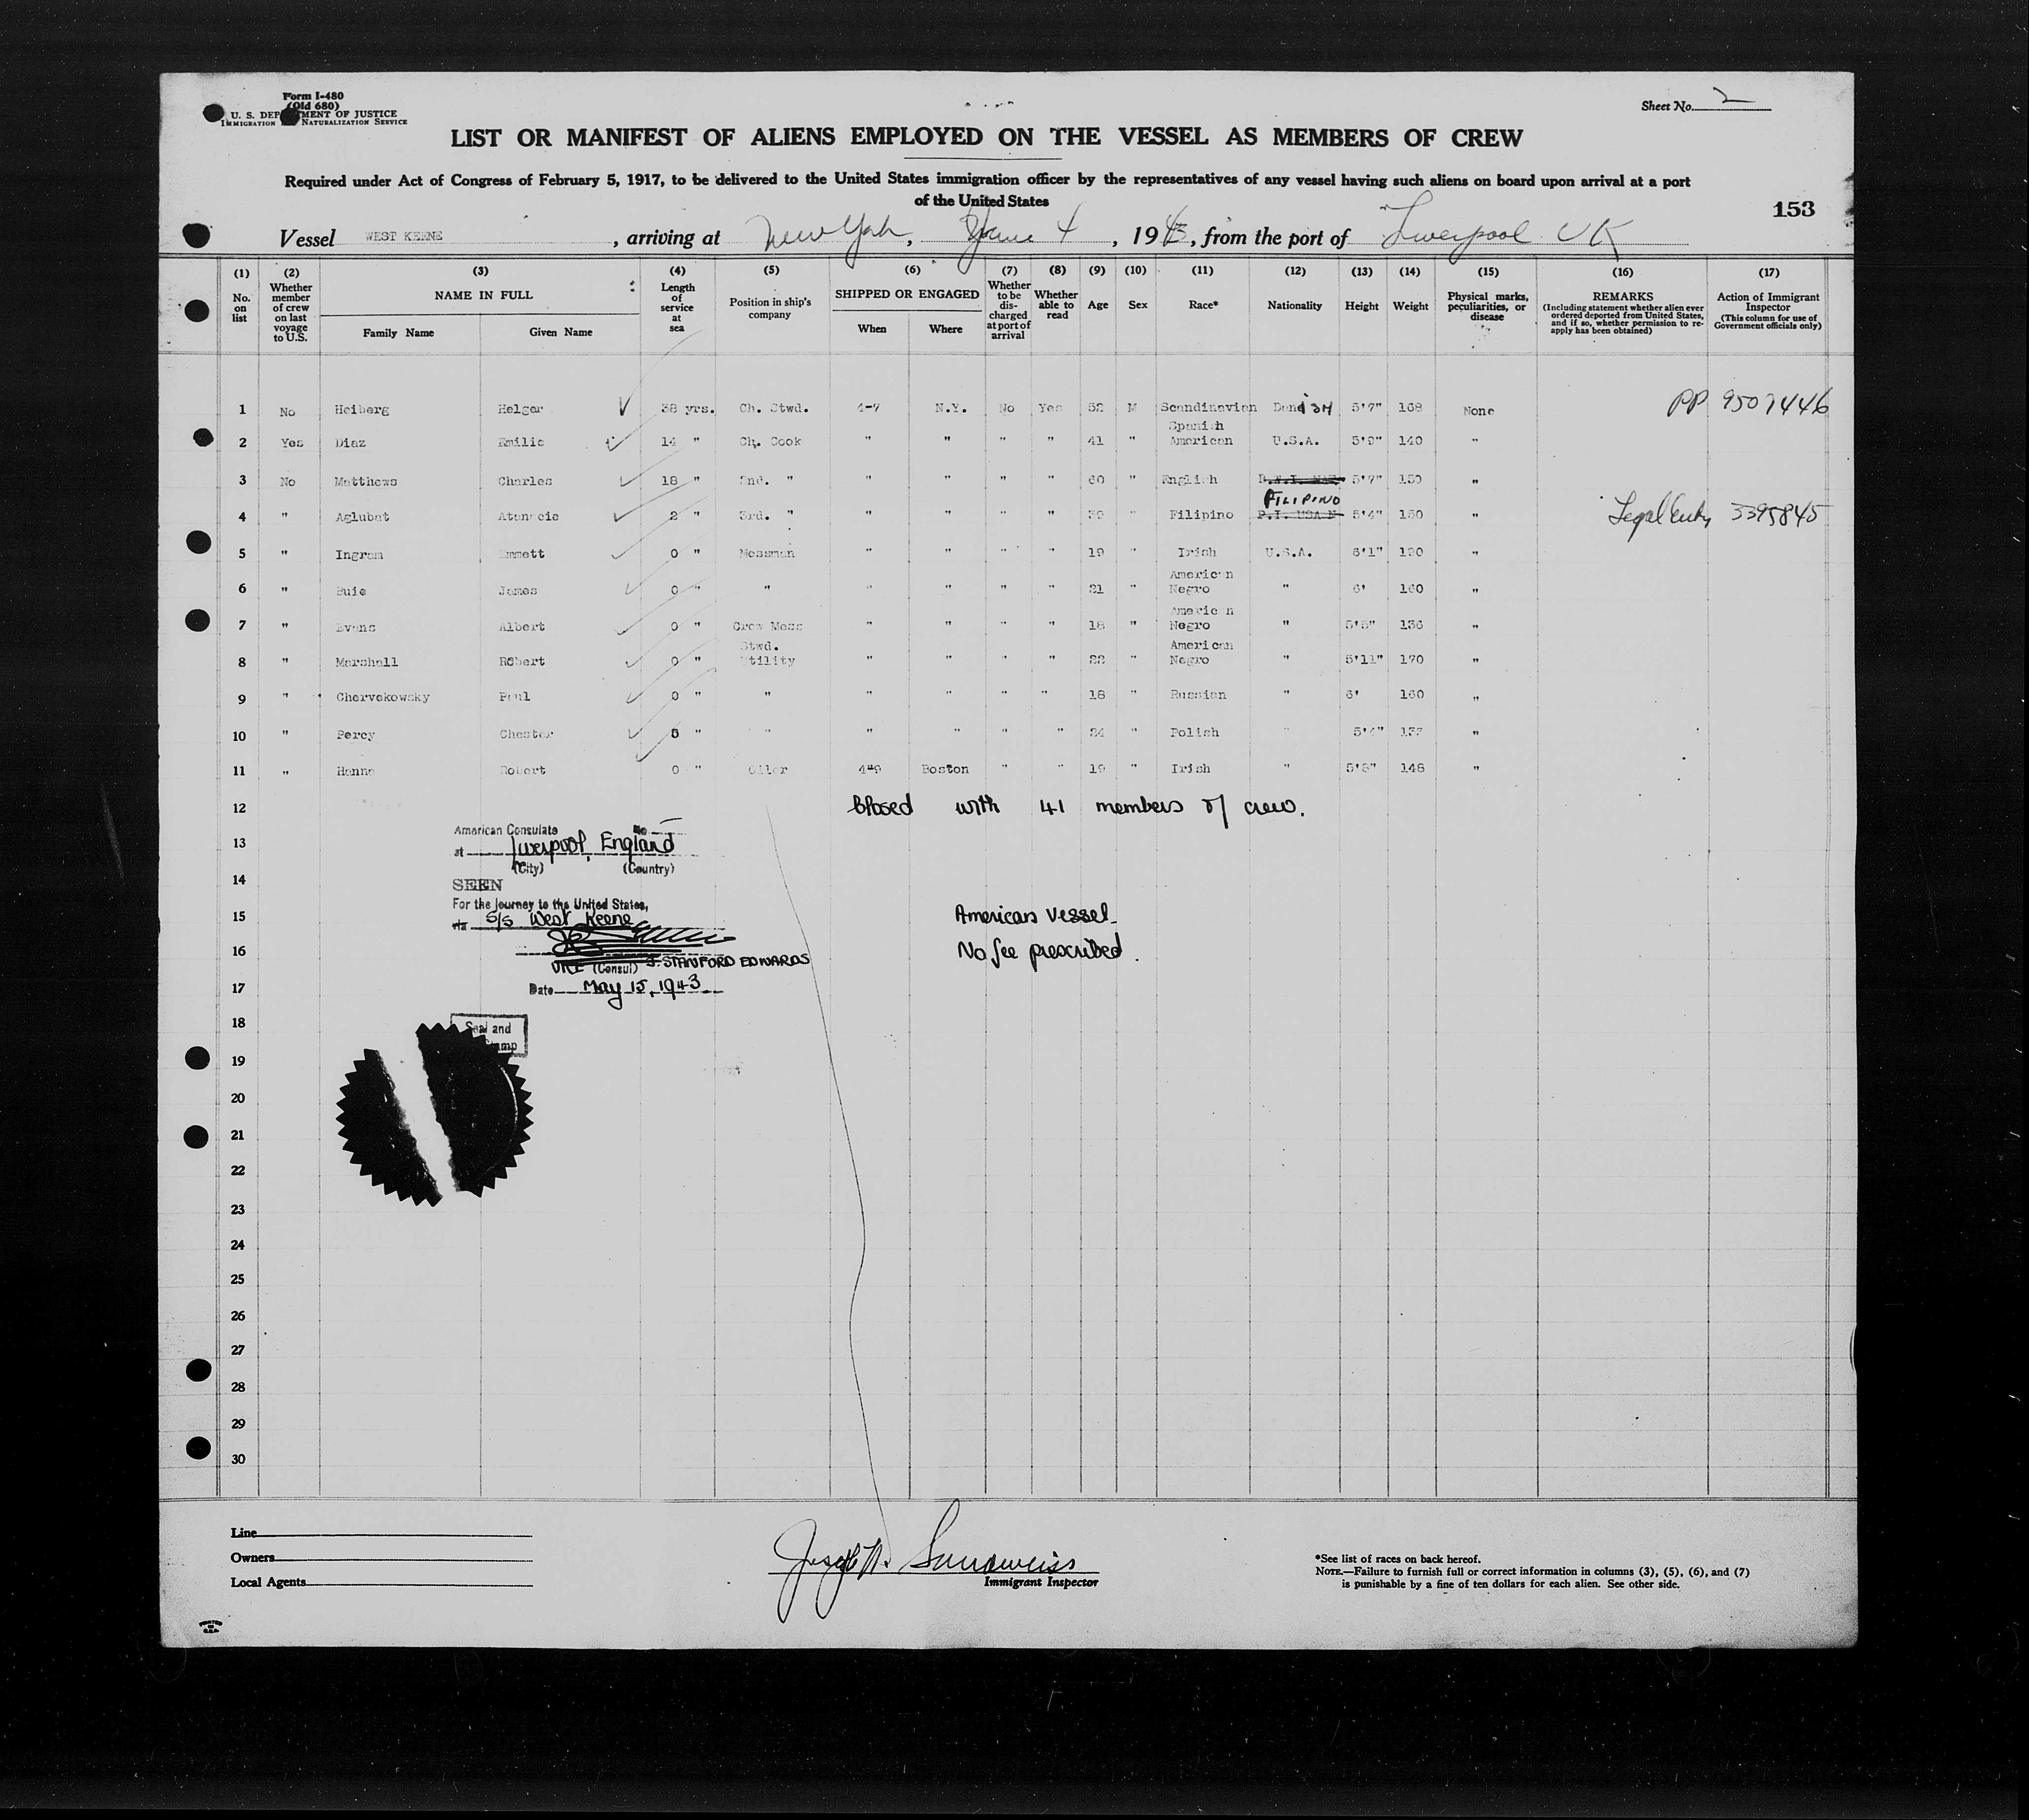 Form I-480
(Old 680)
U. S. DEPARTMENT OF JUSTICE
IMMIGRATION NATURALIZATION SERVICE
Sheet No. 2
LIST OR MANIFEST OF ALIENS EMPLOYED ON THE VESSEL AS MEMBERS OF CREW
Required under Act of Congress of February 5, 1917, to be delivered to the United States immigration officer by the representatives of any vessel having such aliens on board upon arrival at a port
of the United States
153
Vessel WEST KEENE , arriving at New York , June 4 , 1943, from the port of Liverpool UK
(1) (2) (3) (4) (5) (6) (7) (8) (9) (10) (11) (12) (13) (14) (15) (16) (17)
No. on list
Whether member of crew on last voyage to U.S.
NAME IN FULL
Family Name Given Name
Length of service at sea
Position in ship's company
SHIPPED OR ENGAGED
When Where
Whether to be discharged at port of arrival
Whether able to read
Age
Sex
Race*
Nationality
Height
Weight
Physical marks, peculiarities, or disease
REMARKS
(Including statement whether alien ever ordered deported from United States, and if so, whether permission to reapply has been obtained)
Action of Immigrant Inspector
(This column for use of Government officials only)
1 No Heiberg Helger 38 yrs. Ch. Stwd. 4-7 N.Y. No Yes 52 M Scandinavian Danish 5'7" 168 None PP 9507446
2 Yes Diaz Emilio 14 " Ch. Cook " " " " 41 " Spanish American U.S.A. 5'9" 140 "
3 No Matthews Charles 18 " 2nd. " " " " " 60 " English 5'7" 150 "
4 " Aglubat Atanacio 2 " 3rd. " " " " " 39 " Filipino FILIPINO 5'4" 150 " Legal Entry 3395845
5 " Ingram Emmett 0 " Messman " " " " 19 " Irish U.S.A. 6'1" 190 "
6 " Buie James 0 " " " " " " 21 " American Negro " 6' 160 "
7 " Evans Albert 0 " Crew Mess " " " " 18 " American Negro " 5'5" 136 "
8 " Marshall Robert 0 " Stwd. Utility " " " " 22 " American Negro " 5'11" 170 "
9 " Chervekowsky Paul 0 " " " " " " 18 " Russian " 6' 160 "
10 " Percy Chester " " " " " " 24 " Polish " 5'4" "
11 " Hanna Robert 0 " Oiler 4-9 Boston " " 19 " Irish " 5'8" 148 "
12 Closed with 41 members of crew.
American Consulate No
13 at Liverpool, England
(City) (Country)
14
SEEN
For the journey to the United States,
15 via S/S West Keene American Vessel.
16 No fee prescribed.
VICE (Consul) J. STANFORD EDWARDS
17 Date May 15, 1943
18 Seal and
Stamp
19
20
21
22
23
24
25
26
27
28
29
30
Line
Owners
Local Agents
Immigrant Inspector
*See list of races on back hereof.
NOTE.—Failure to furnish full or correct information in columns (3), (5), (6), and (7)
is punishable by a fine of ten dollars for each alien. See other side.